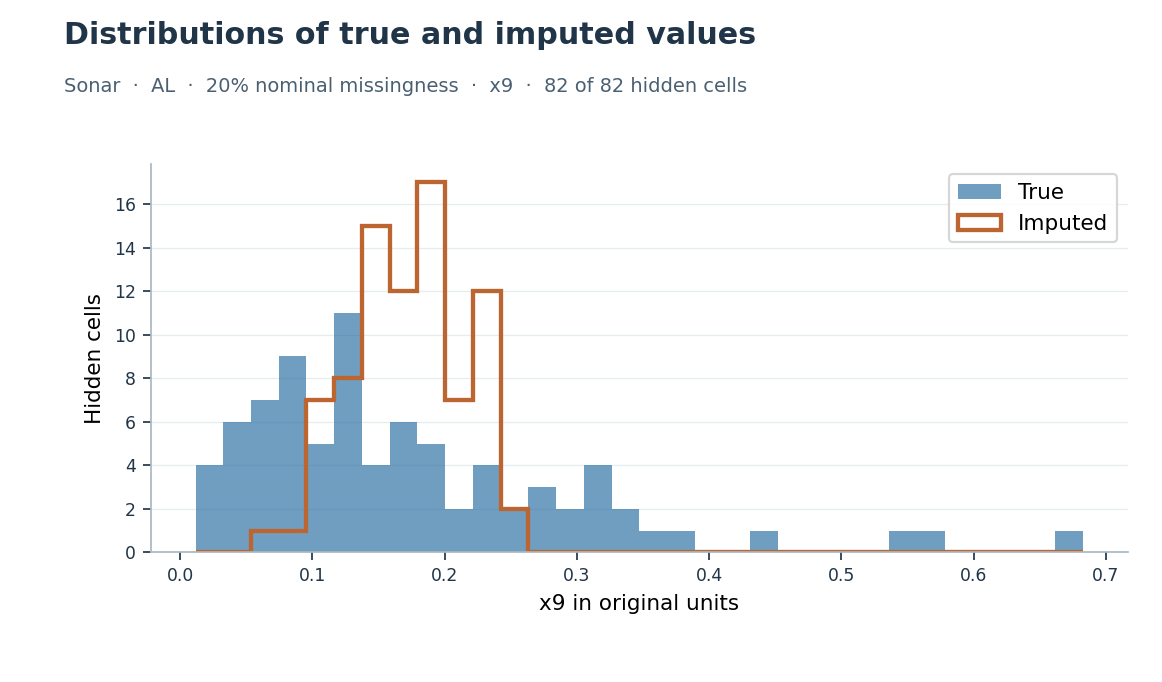 Distributions of true and imputed values
Sonar · AL · 20% nominal missingness · x9 · 82 of 82 hidden cells
True
Imputed
Hidden cells
16
14
12
10
8
6
4
2
0
0.0 0.1 0.2 0.3 0.4 0.5 0.6 0.7
x9 in original units